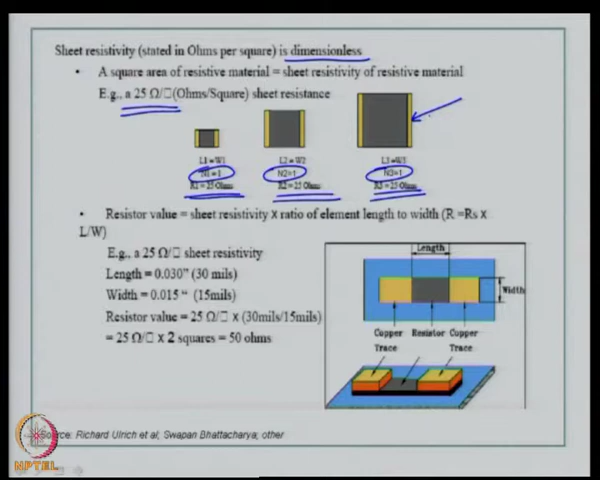 Sheet resistivity (stated in Ohms per square) is dimensionless
• A square area of resistive material = sheet resistivity of resistive material
E.g., a 25 Ω/□(Ohms/Square) sheet resistance
L1 =W1 L2 = W2 L3 =W3
N1 = 1 N2=1 N3=1
R1 = 25 Ohms R2 = 25 Ohms R3 = 25 Ohms
• Resistor value = sheet resistivity X ratio of element length to width (R =Rs X
L/W)
E.g., a 25 Ω/□ sheet resistivity
Length = 0.030" (30 mils)
Width = 0.015 " (15mils)
Resistor value = 25 Ω/□ X (30mils/15mils)
= 25 Ω/□ X 2 squares = 50 ohms
Length
Width
Copper Resistor Copper
Trace Trace
Source: Richard Ulrich et al; Swapan Bhattacharya; other
NPTEL